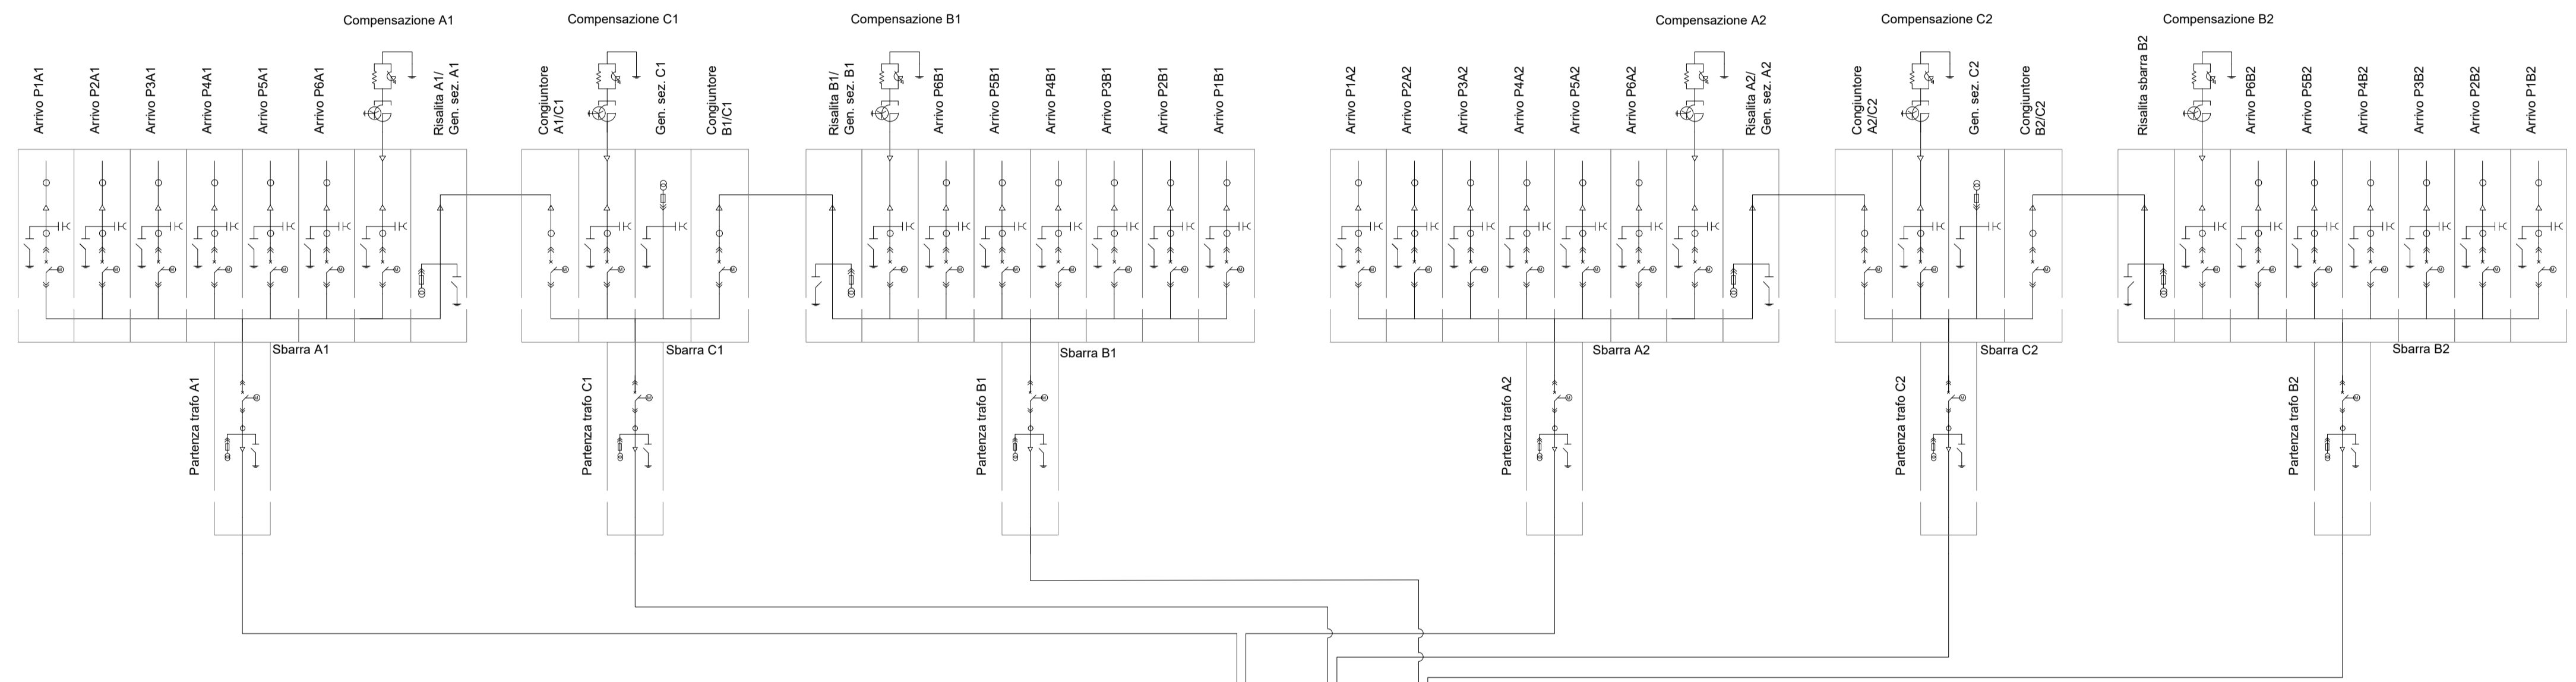 Compensazione A1
Compensazione C1
Compensazione B1
Compensazione A2
Compensazione C2
Compensazione B2
Arrivo P1A1
Arrivo P2A1
Arrivo P3A1
Arrivo P4A1
Arrivo P5A1
Arrivo P6A1
Risalita A1/
Gen. sez. A1
Congiuntore
A1/C1
Gen. sez. C1
Congiuntore
B1/C1
Risalita B1/
Gen. sez. B1
Arrivo P6B1
Arrivo P5B1
Arrivo P4B1
Arrivo P3B1
Arrivo P2B1
Arrivo P1B1
Arrivo P1A2
Arrivo P2A2
Arrivo P3A2
Arrivo P4A2
Arrivo P5A2
Arrivo P6A2
Risalita A2/
Gen. sez. A2
Congiuntore
A2/C2
Gen. sez. C2
Congiuntore
B2/C2
Risalita sbarra B2
Arrivo P6B2
Arrivo P5B2
Arrivo P4B2
Arrivo P3B2
Arrivo P2B2
Arrivo P1B2
Sbarra A1
Sbarra C1
Sbarra B1
Sbarra A2
Sbarra C2
Sbarra B2
Partenza trafo A1
Partenza trafo C1
Partenza trafo B1
Partenza trafo A2
Partenza trafo C2
Partenza trafo B2